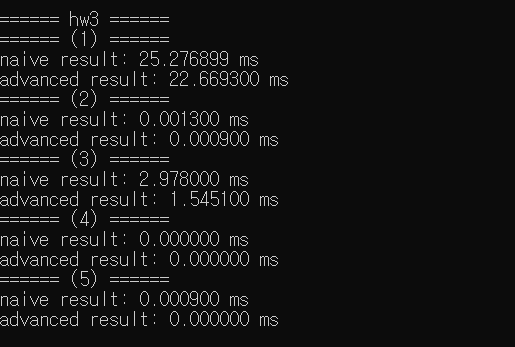 ====== hw3 ======
====== (1) ======
naive result: 25.276899 ms
advanced result: 22.669300 ms
====== (2) ======
naive result: 0.001300 ms
advanced result: 0.000900 ms
====== (3) ======
naive result: 2.978000 ms
advanced result: 1.545100 ms
====== (4) ======
naive result: 0.000000 ms
advanced result: 0.000000 ms
====== (5) ======
naive result: 0.000900 ms
advanced result: 0.000000 ms